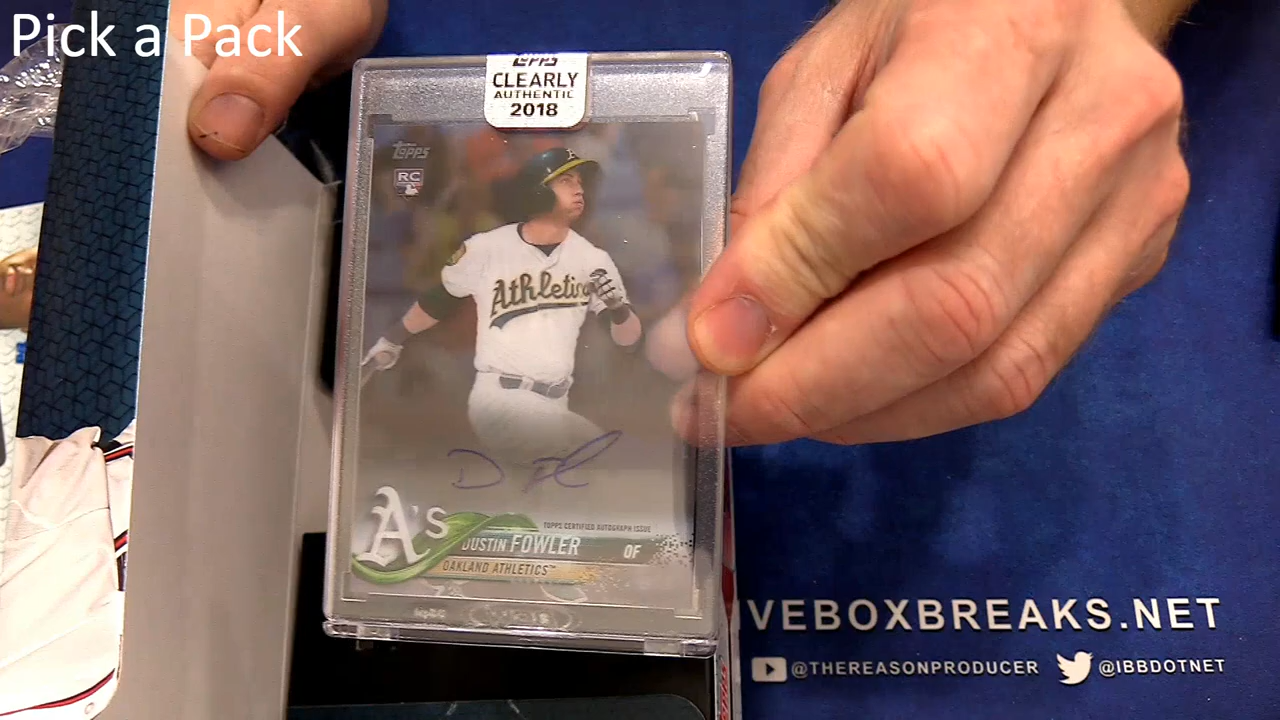 Pick a Pack
TOPPS
CLEARLY
AUTHENTIC
2018
TOPPS
RC
A
Athletics
A's
TOPPS CERTIFIED AUTOGRAPH ISSUE
DUSTIN FOWLER OF
OAKLAND ATHLETICS™
VEBOXBREAKS.NET
@THEREASONPRODUCER @IBBDOTNET